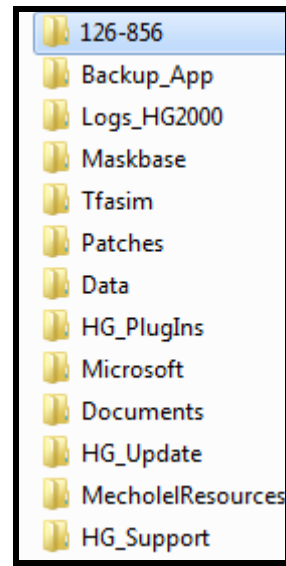 126-856
Backup_App
Logs_HG2000
Maskbase
Tfasim
Patches
Data
HG_PlugIns
Microsoft
Documents
HG_Update
MecholelResources
HG_Support